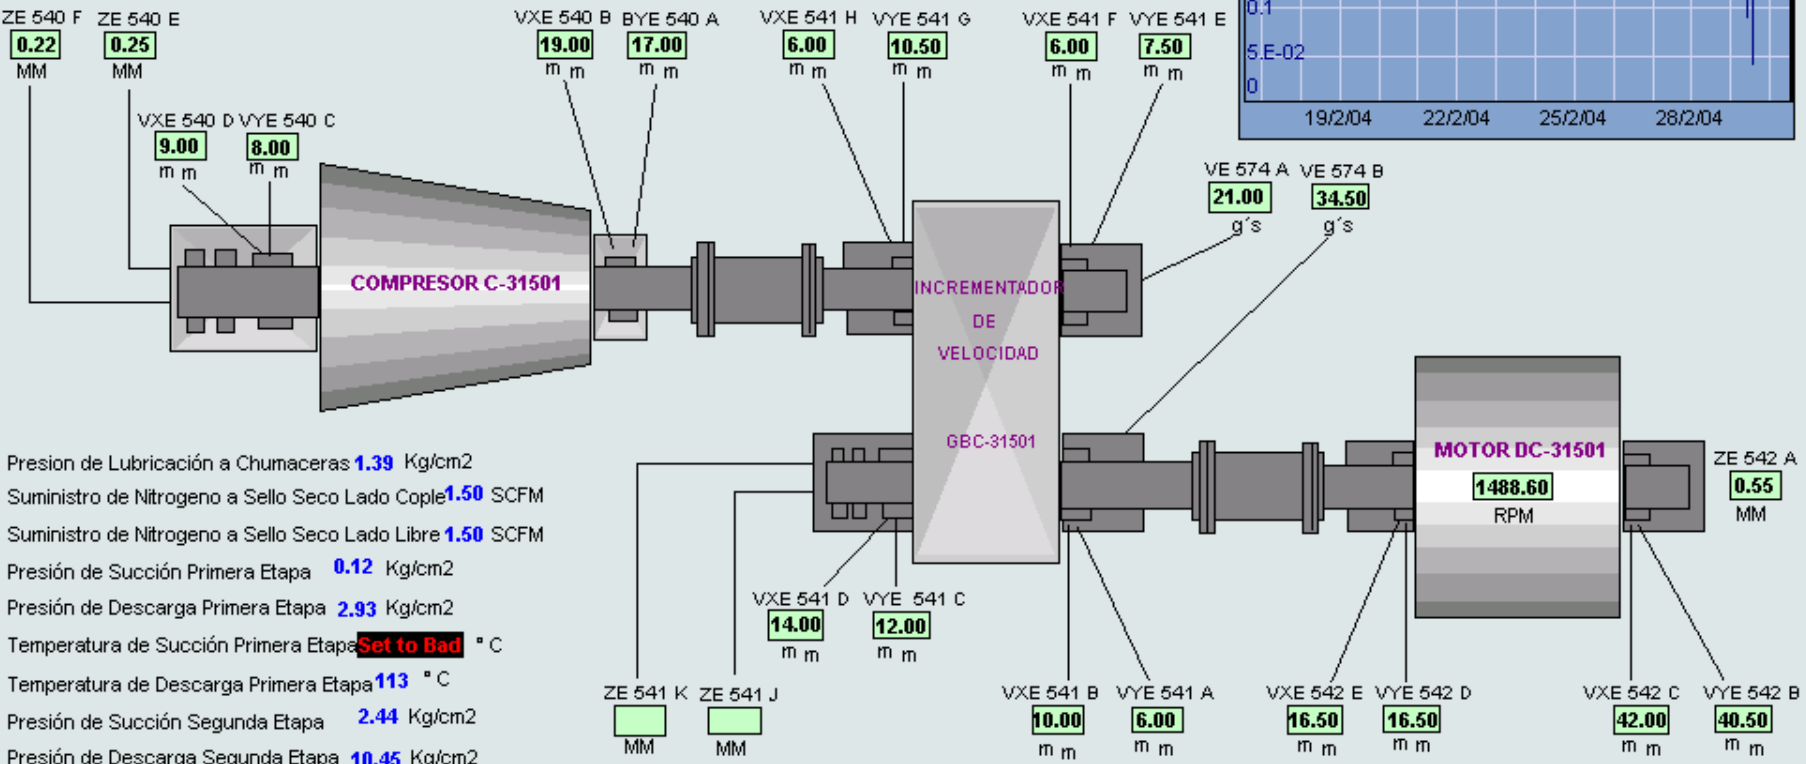 ZE 540 F
0.22
MM
ZE 540 E
0.25
MM
VXE 540 B
19.00
m m
BYE 540 A
17.00
m m
VXE 541 H
6.00
m m
VYE 541 G
10.50
m m
VXE 541 F
6.00
m m
VYE 541 E
7.50
m m
0.1
5.E-02
0
19/2/04 22/2/04 25/2/04 28/2/04
VXE 540 D
9.00
m m
VYE 540 C
8.00
m m
VE 574 A
21.00
g´s
VE 574 B
34.50
g´s
COMPRESOR C-31501
INCREMENTADOR
DE
VELOCIDAD
GBC-31501
MOTOR DC-31501
1488.60
RPM
ZE 542 A
0.55
MM
Presion de Lubricación a Chumaceras 1.39 Kg/cm2
Suministro de Nitrogeno a Sello Seco Lado Cople 1.50 SCFM
Suministro de Nitrogeno a Sello Seco Lado Libre 1.50 SCFM
Presión de Succión Primera Etapa 0.12 Kg/cm2
Presión de Descarga Primera Etapa 2.93 Kg/cm2
Temperatura de Succión Primera Etapa Set to Bad ° C
Temperatura de Descarga Primera Etapa 113 ° C
Presión de Succión Segunda Etapa 2.44 Kg/cm2
Presión de Descarga Segunda Etapa 10.45 Kg/cm2
VXE 541 D
14.00
m m
VYE 541 C
12.00
m m
ZE 541 K
MM
ZE 541 J
MM
VXE 541 B
10.00
m m
VYE 541 A
6.00
m m
VXE 542 E
16.50
m m
VYE 542 D
16.50
m m
VXE 542 C
42.00
m m
VYE 542 B
40.50
m m